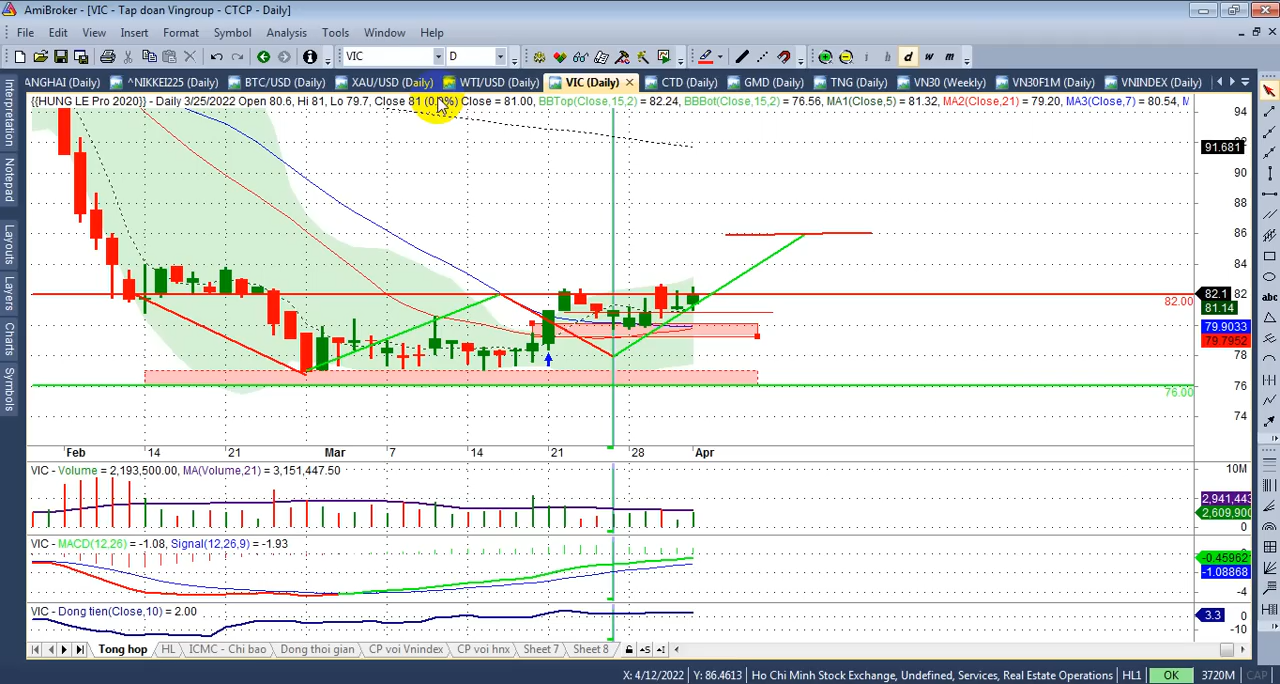 AmiBroker - [VIC - Tap doan Vingroup - CTCP - Daily]
File Edit View Insert Format Symbol Analysis Tools Window Help
VIC D d w m
ANGHAI (Daily) ^NIKKEI225 (Daily) BTC/USD (Daily) XAU/USD (Daily) WTI/USD (Daily) VIC (Daily) CTD (Daily) GMD (Daily) TNG (Daily) VN30 (Weekly) VN30F1M (Daily) VNINDEX (Daily)
{{HUNG LE Pro 2020}} - Daily 3/25/2022 Open 80.6, Hi 81, Lo 79.7, Close 81 (0.0%) Close = 81.00, BBTop(Close,15,2) = 82.24, BBBot(Close,15,2) = 76.56, MA1(Close,5) = 81.32, MA2(Close,21) = 79.20, MA3(Close,7) = 80.54, M
Interpretation
Notepad
Layouts
Layers
Charts
Symbols
abc
94
92
91.681
90
88
86
84
82
82.1
82.00
81.14
79.9033
79.7952
78
76
76.00
74
Feb 14 21 Mar 7 14 21 28 Apr
VIC - Volume = 2,193,500.00, MA(Volume,21) = 3,151,447.50
10M
2,941,443
2,609,900
0
VIC - MACD(12,26) = -1.08, Signal(12,26,9) = -1.93
-0.45962
-1.08868
-4
VIC - Dong tien(Close,10) = 2.00
0
3.3
-10
Tong hop HL ICMC - Chi bao Dong thoi gian CP voi Vnindex CP voi hnx Sheet 7 Sheet 8
X: 4/12/2022 Y: 86.4613 Ho Chi Minh Stock Exchange, Undefined, Services, Real Estate Operations HL1 OK 3720M CAP